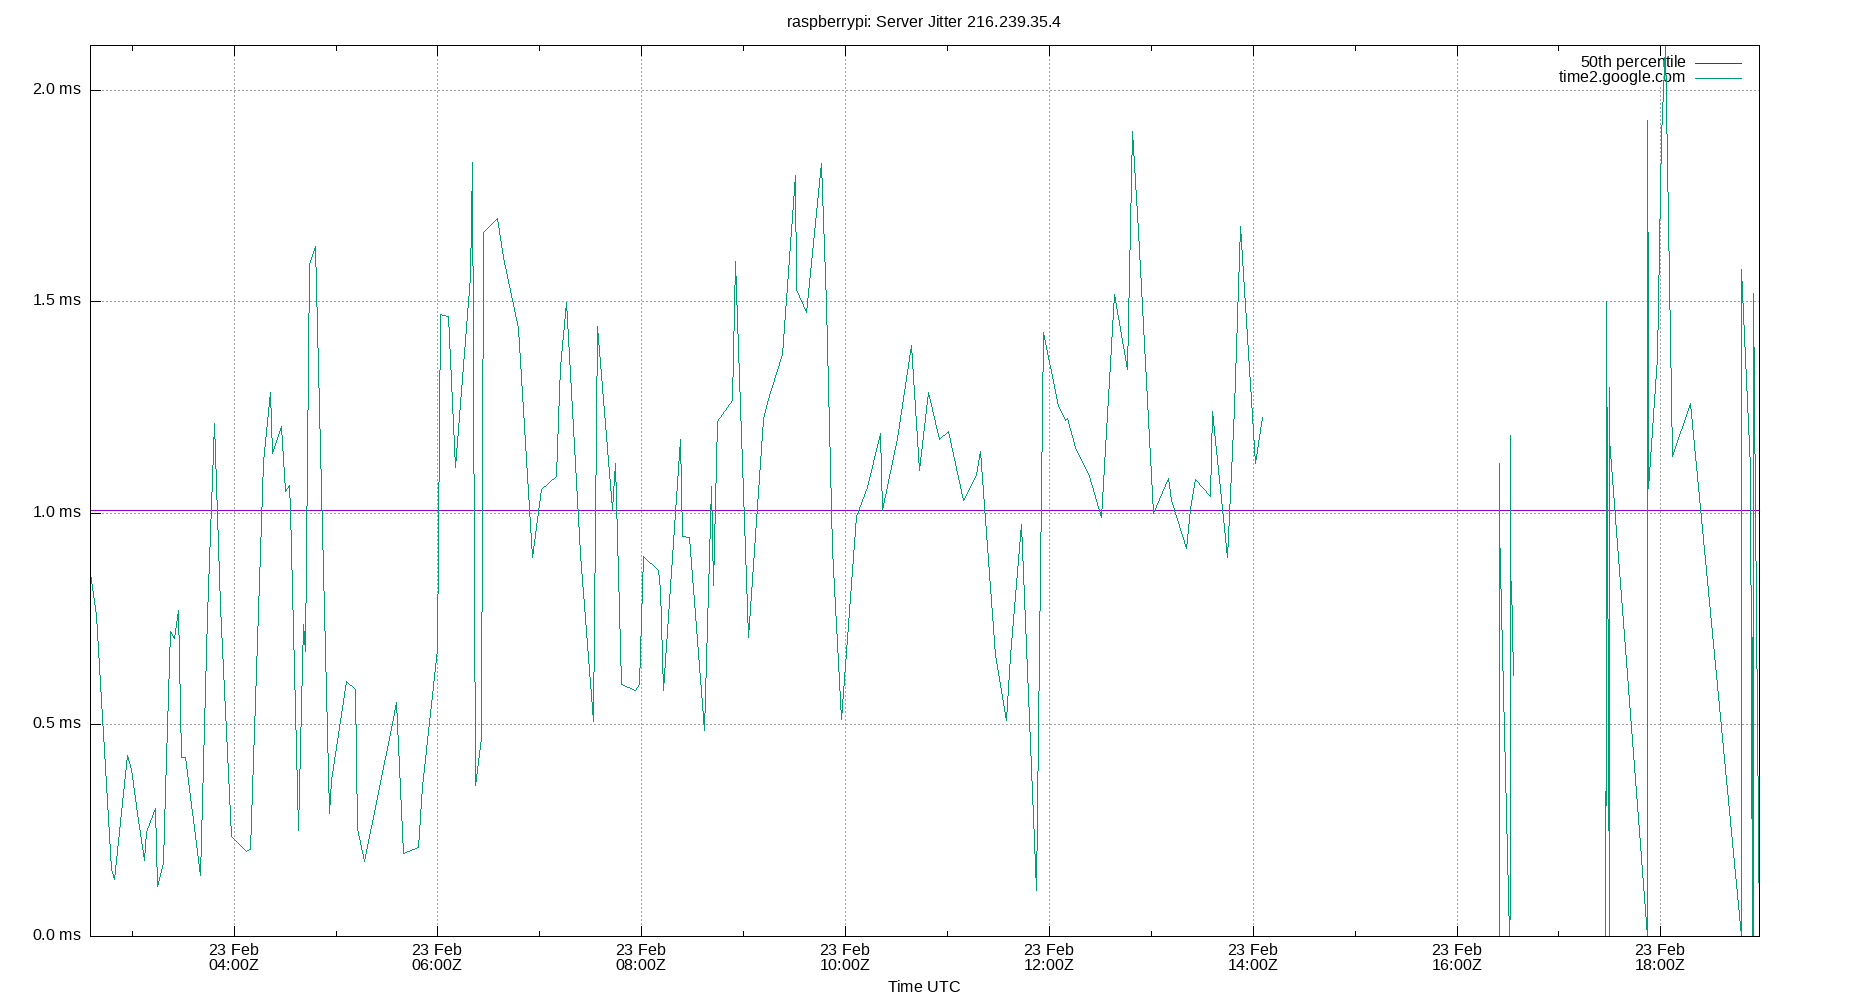 raspberrypi: Server Jitter 216.239.35.4
50th percentile
time2.google.com
2.0 ms
1.5 ms
1.0 ms
0.5 ms
0.0 ms
23 Feb
04:00Z
23 Feb
06:00Z
23 Feb
08:00Z
23 Feb
10:00Z
23 Feb
12:00Z
23 Feb
14:00Z
23 Feb
16:00Z
23 Feb
18:00Z
Time UTC